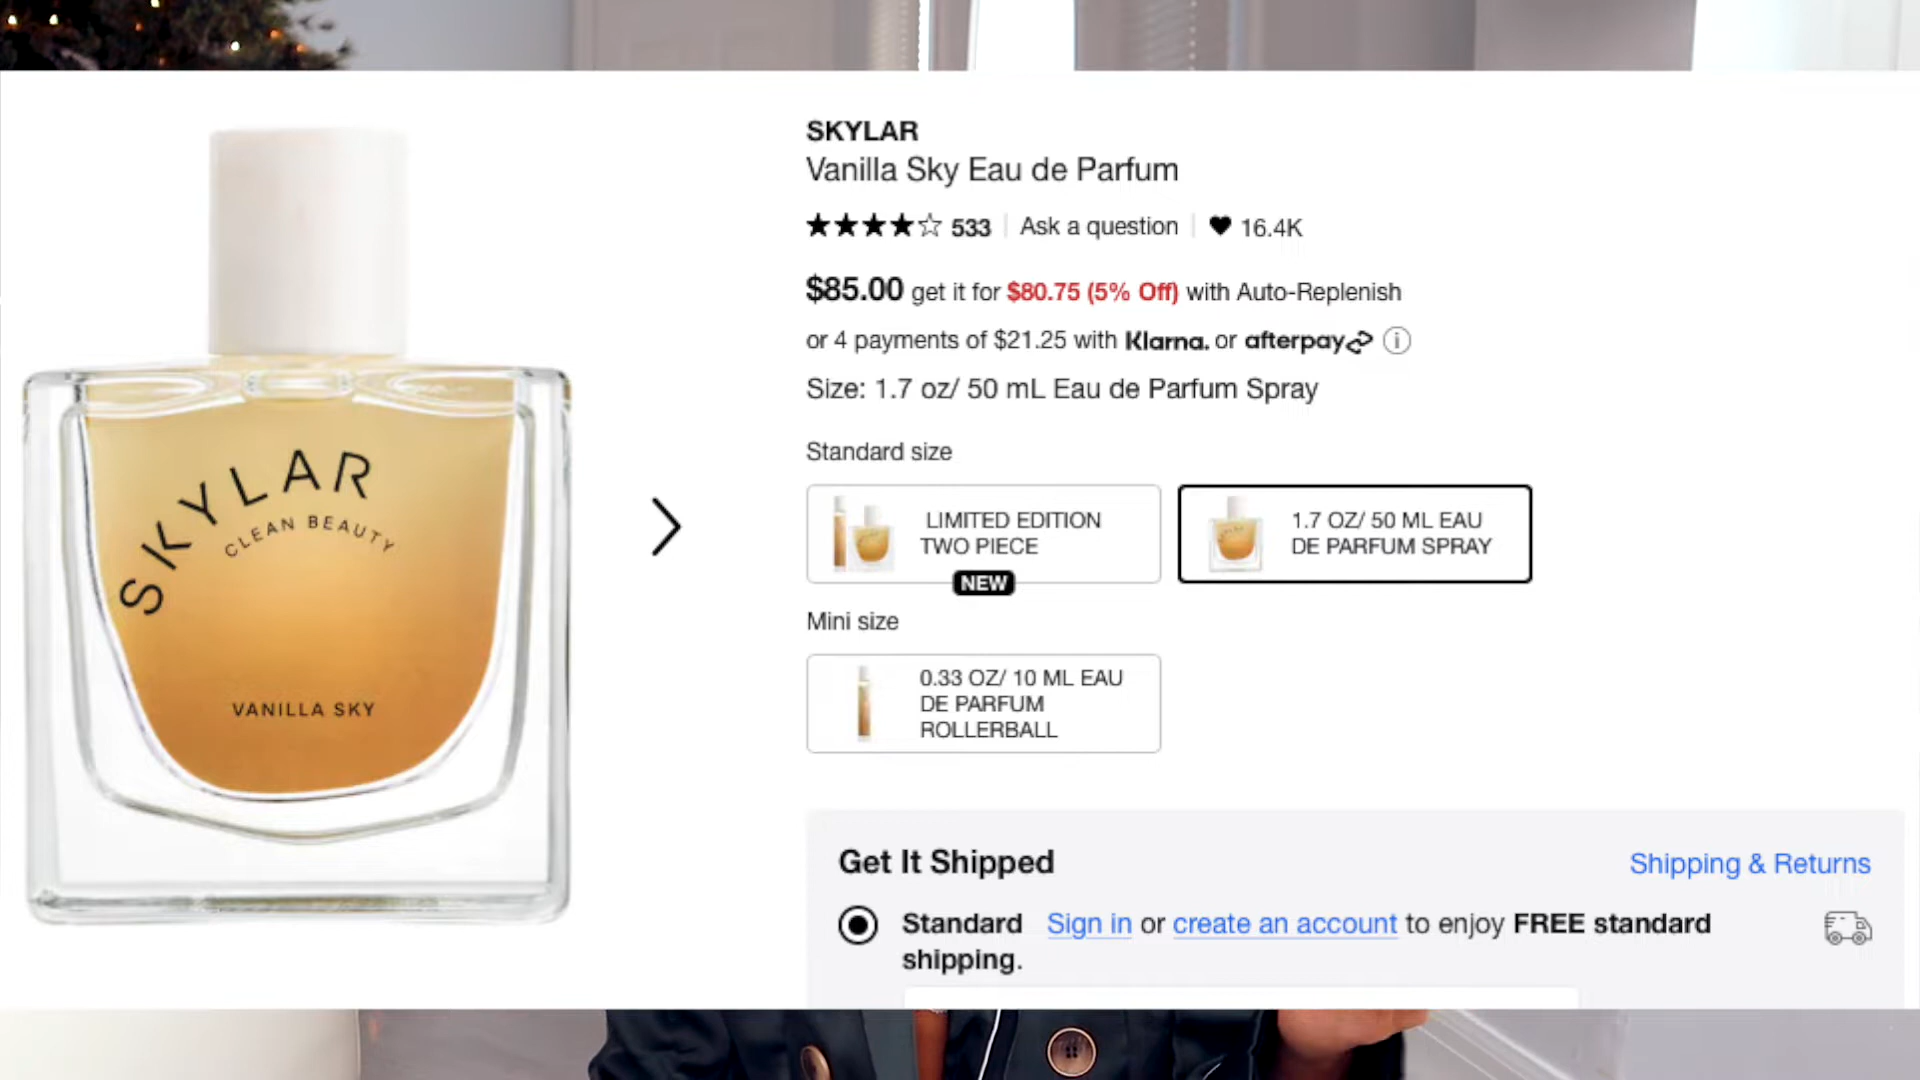 SKYLAR
CLEAN BEAUTY
VANILLA SKY
SKYLAR
Vanilla Sky Eau de Parfum
533 Ask a question 16.4K
$85.00 get it for $80.75 (5% Off) with Auto-Replenish
or 4 payments of $21.25 with Klarna. or afterpay
Size: 1.7 oz/ 50 mL Eau de Parfum Spray
Standard size
LIMITED EDITION
TWO PIECE
NEW
1.7 OZ/ 50 ML EAU
DE PARFUM SPRAY
Mini size
0.33 OZ/ 10 ML EAU
DE PARFUM
ROLLERBALL
Get It Shipped
Shipping & Returns
Standard Sign in or create an account to enjoy FREE standard
shipping.